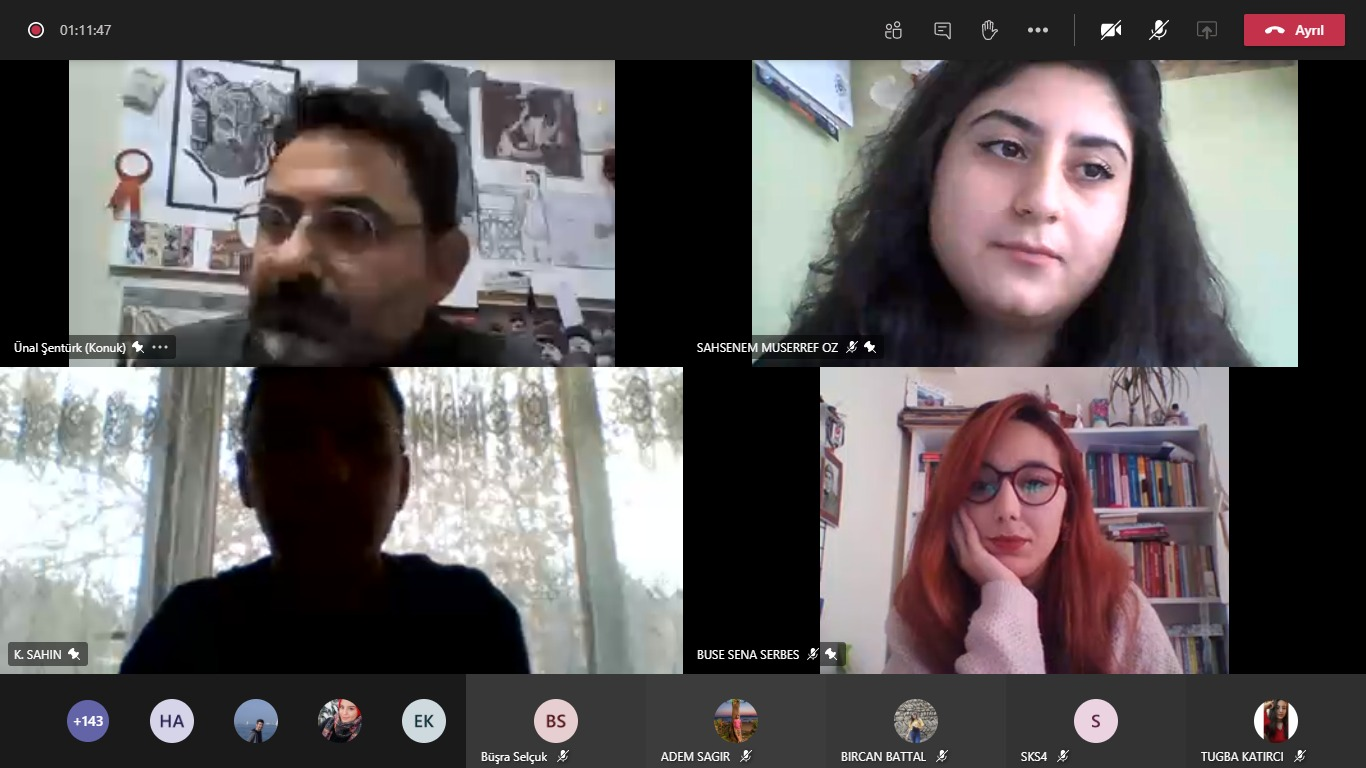 01:11:47
Ayrıl
Ünal Şentürk (Konuk)
SAHSENEM MUSERREF OZ
K. SAHIN
BUSE SENA SERBES
+143
HA
EK
BS
S
Büşra Selçuk
ADEM SAGIR
BIRCAN BATTAL
SKS4
TUGBA KATIRCI